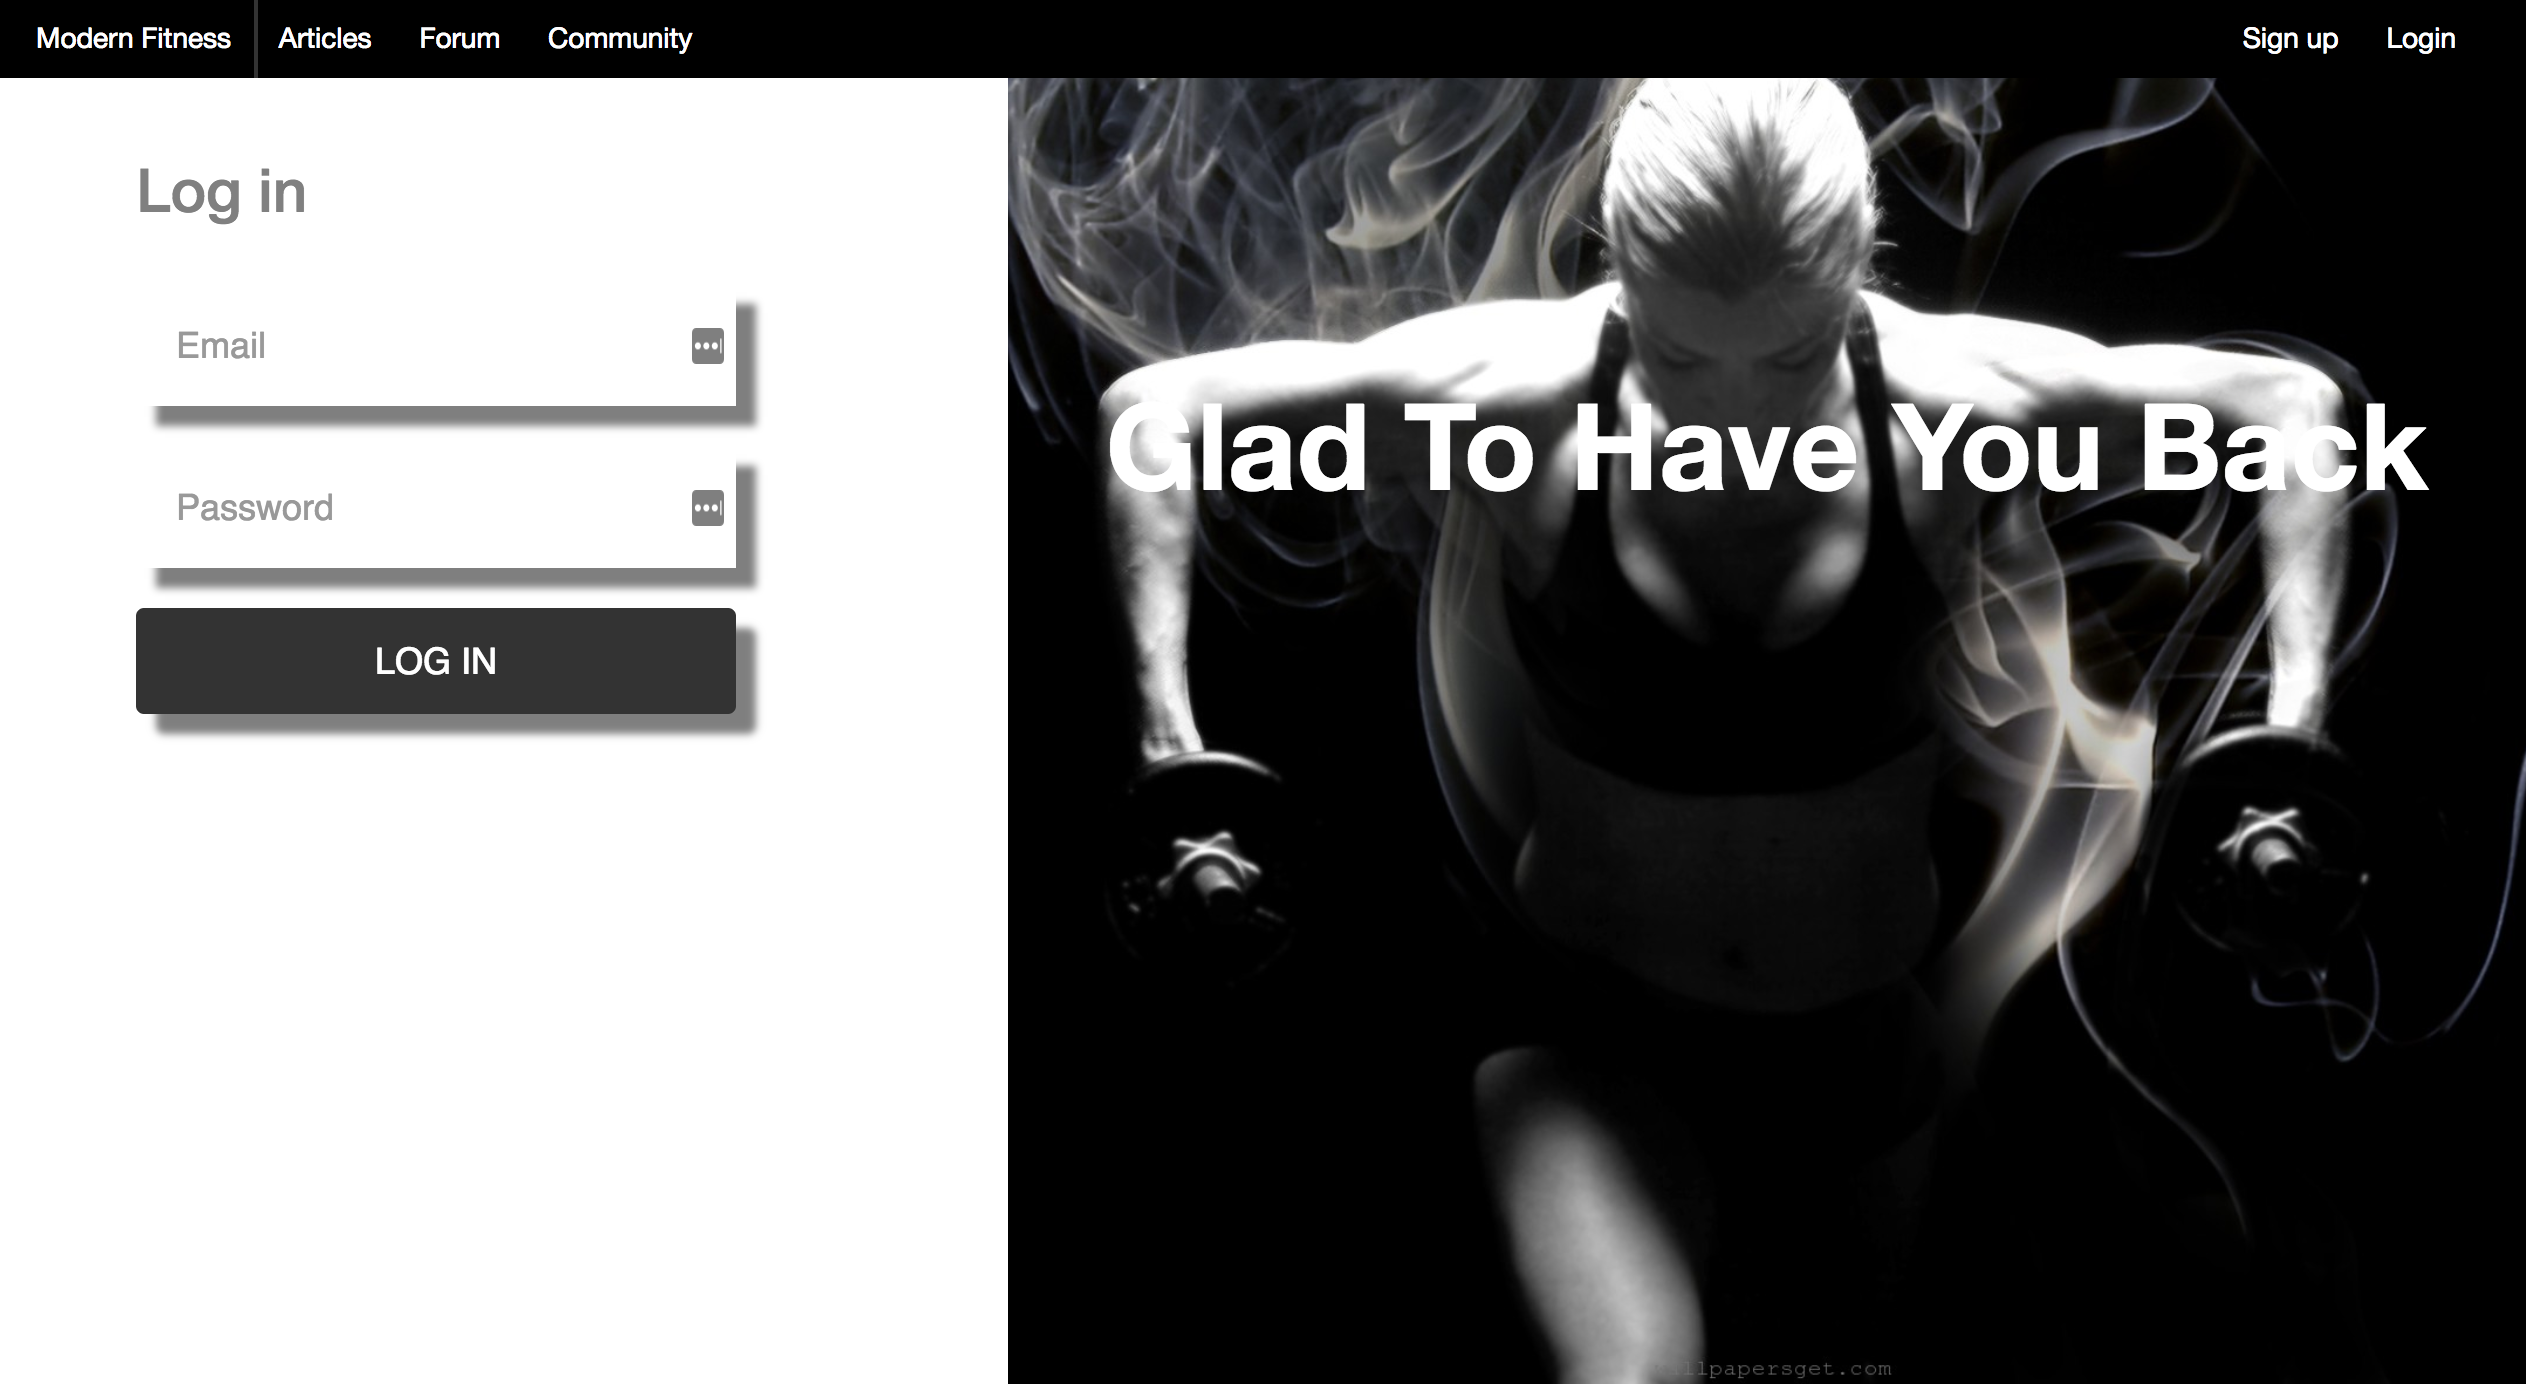 Modern Fitness Articles Forum Community Sign up Login
Log in
Email
Password
LOG IN
Glad To Have You Back
llpapersget.com